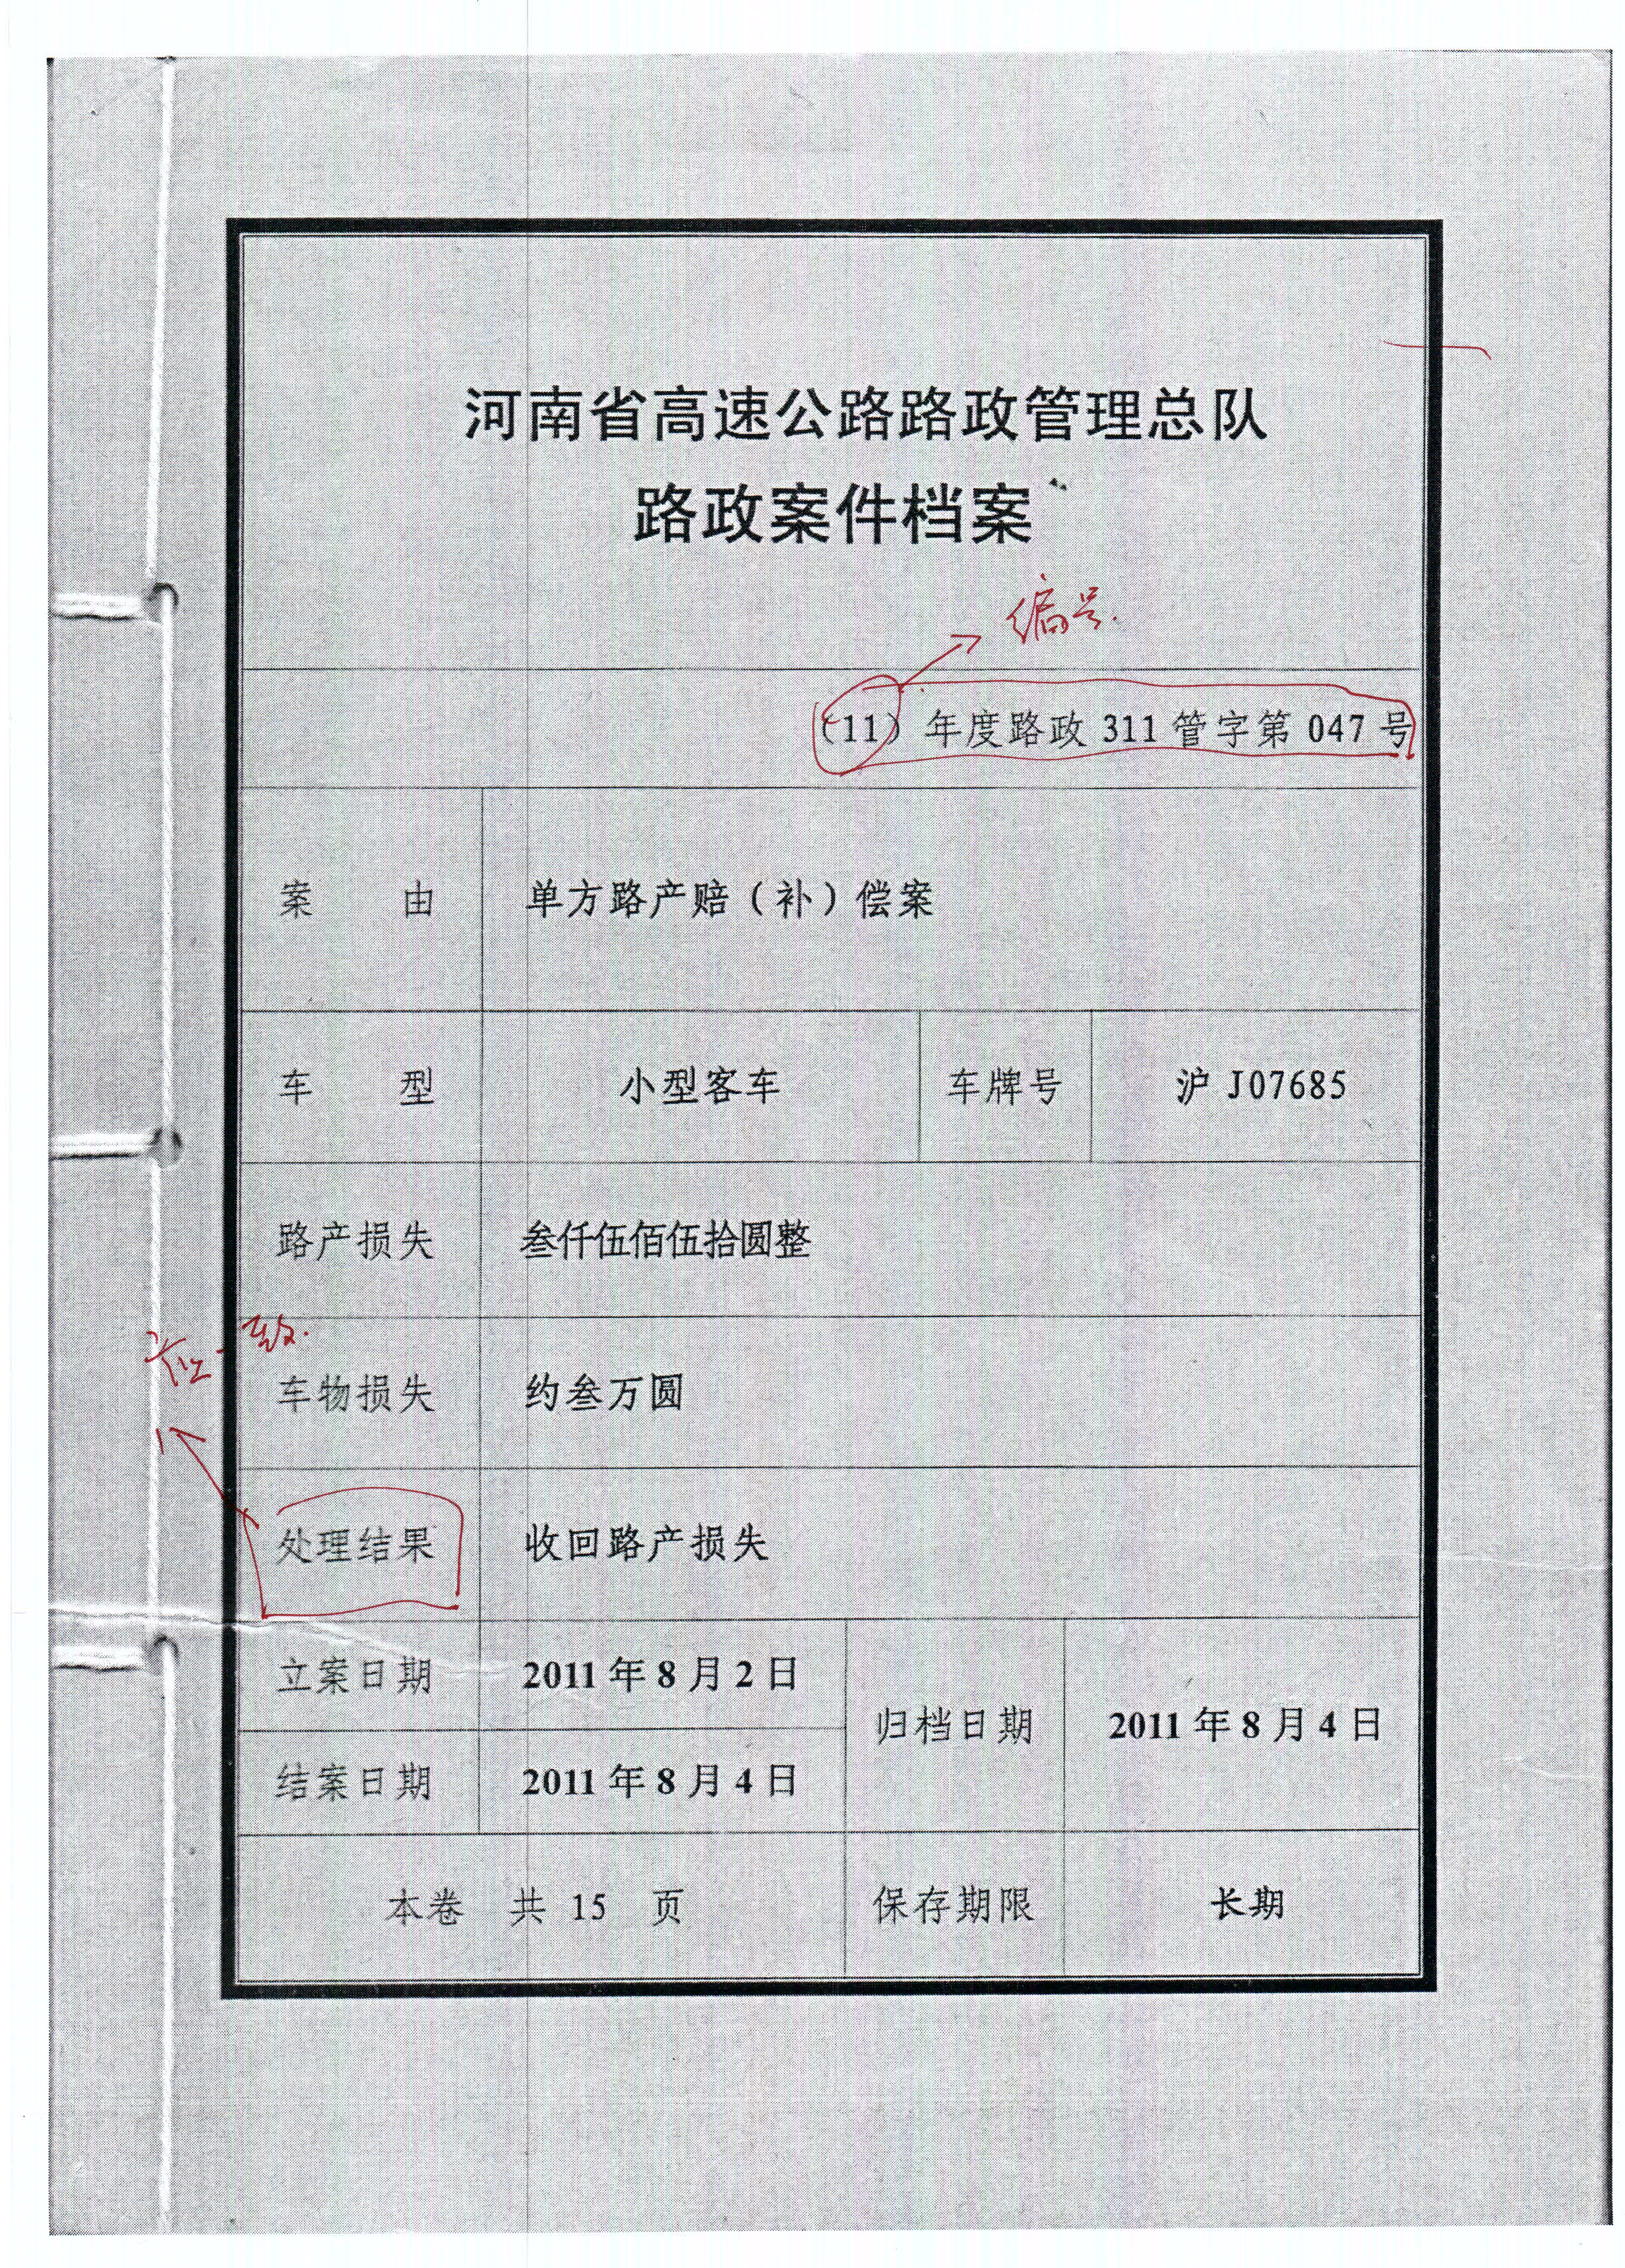 河南省高速公路路政管理总队
路政案件档案
编号.
(11) 年度路政 311 管字第 047 号
案 由 单方路产赔(补)偿案
车 型 小型客车 车牌号 沪 J07685
路产损失 叁仟伍佰伍拾圆整
一致.
车物损失 约叁万圆
处理结果 收回路产损失
立案日期 2011 年 8 月 2 日
归档日期 2011 年 8 月 4 日
结案日期 2011 年 8 月 4 日
本卷 共 15 页 保存期限 长期